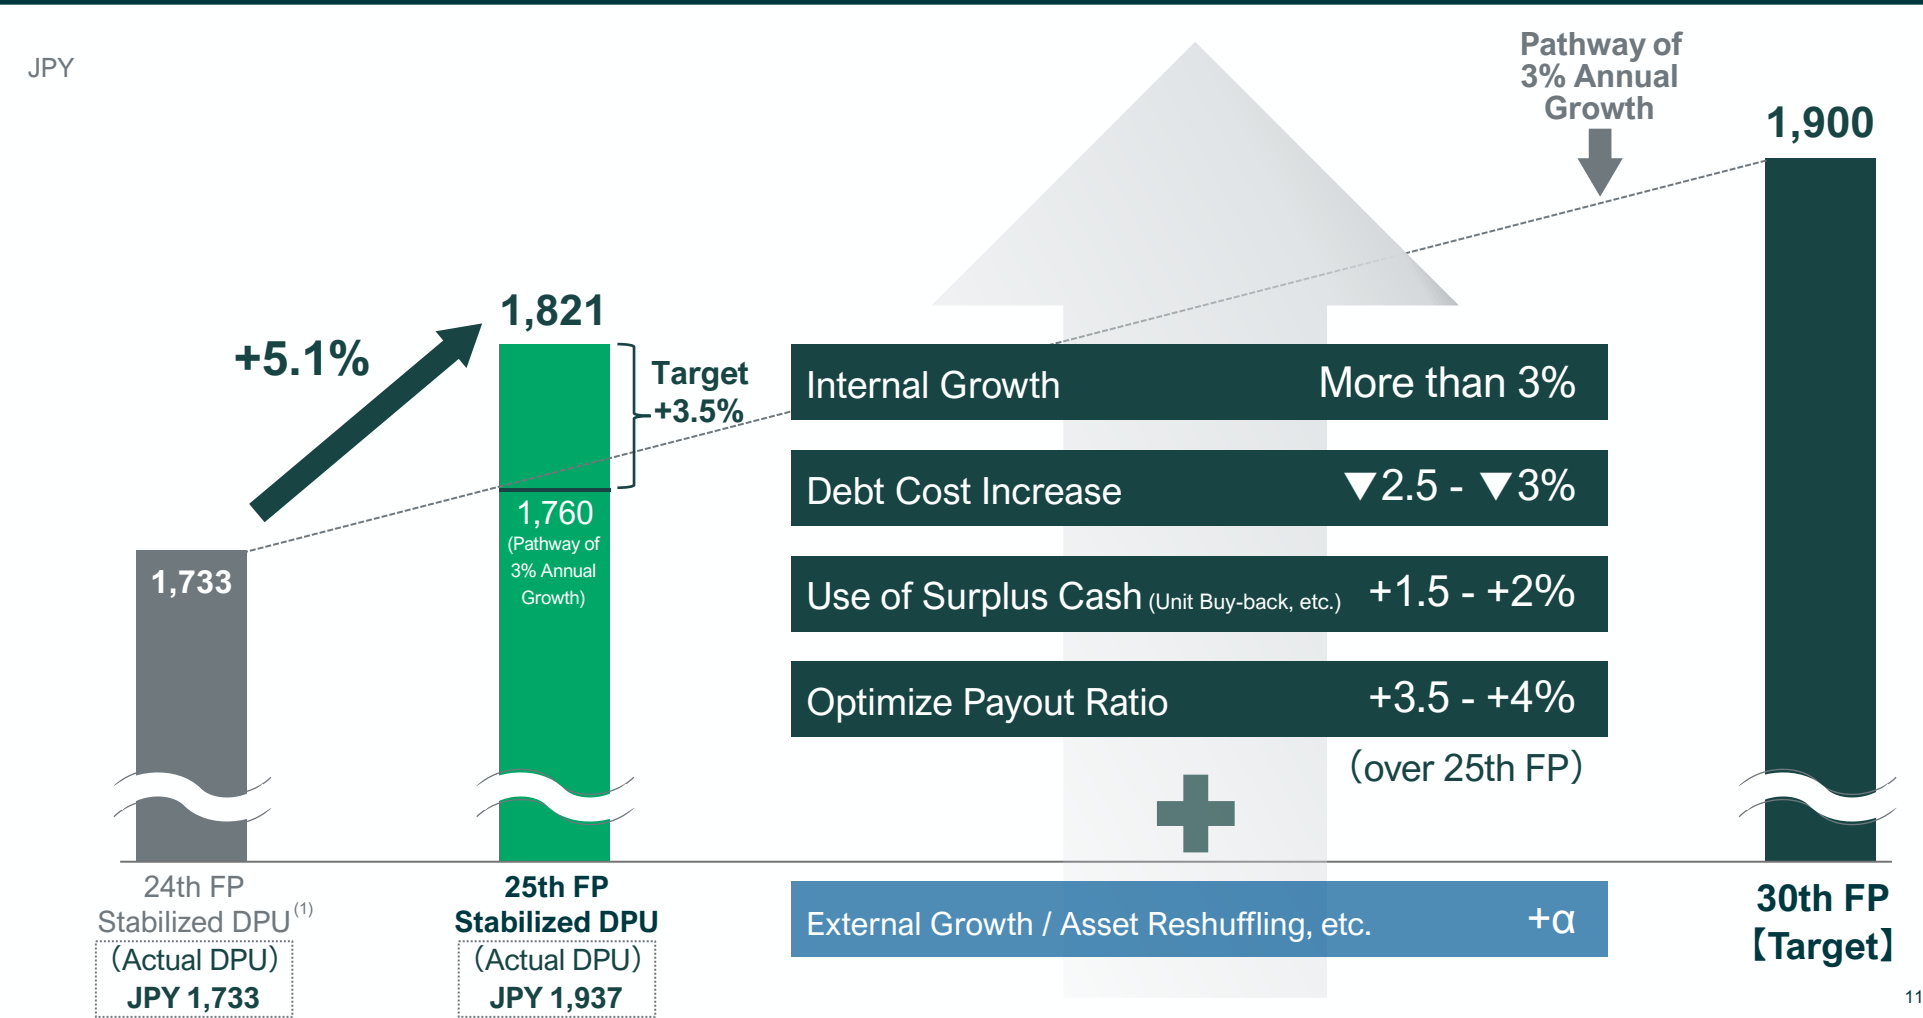 JPY
Pathway of
3% Annual
Growth
1,900
1,821
+5.1%
Target
+3.5%
1,733
1,760
(Pathway of
3% Annual
Growth)
Internal Growth More than 3%
Debt Cost Increase ▼2.5 - ▼3%
Use of Surplus Cash (Unit Buy-back, etc.) +1.5 - +2%
Optimize Payout Ratio +3.5 - +4%
（over 25th FP）
External Growth / Asset Reshuffling, etc. +α
24th FP
Stabilized DPU(1)
（Actual DPU）
JPY 1,733
25th FP
Stabilized DPU
（Actual DPU）
JPY 1,937
30th FP
【Target】
11